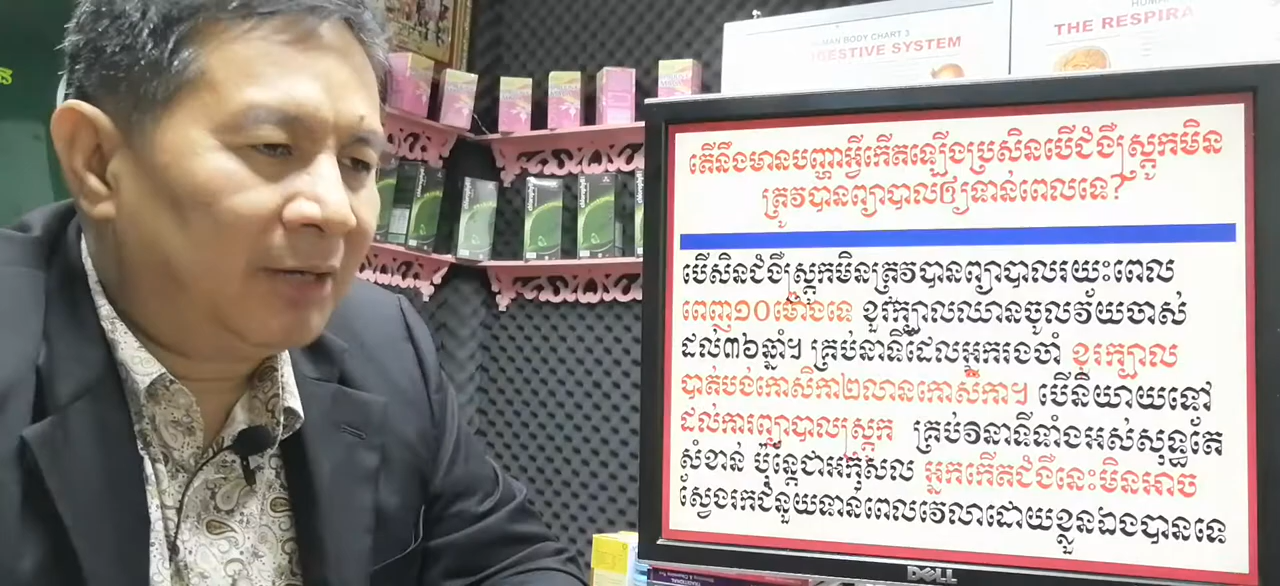 HUMAN BODY CHART 3
DIGESTIVE SYSTEM
THE RESPIRA
តើនឹងមានបញ្ហាអ្វីកើតឡើងប្រសិនបើជំងឺស្ត្រូកមិន
ត្រូវបានព្យាបាលឲ្យទាន់ពេលទេ?
បើសិនជំងឺស្ត្រូកមិនត្រូវបានព្យាបាលរយៈពេល
ពេញ១០ម៉ោងទេ ខួរក្បាលឈានចូលវ័យចាស់
ដល់៣៦ឆ្នាំ។ គ្រប់នាទីដែលអ្នករងចាំ ខួរក្បាល
បាត់បង់កោសិកា២លានកោសិកា។ បើនិយាយទៅ
ដល់ការព្យាបាលស្ត្រូក គ្រប់វិនាទីទាំងអស់សុទ្ធតែ
សំខាន់ ប៉ុន្តែជាអកុសល អ្នកកើតជំងឺនេះមិនអាច
ស្វែងរកជំនួយទាន់ពេលវេលាដោយខ្លួនឯងបានទេ
DELL